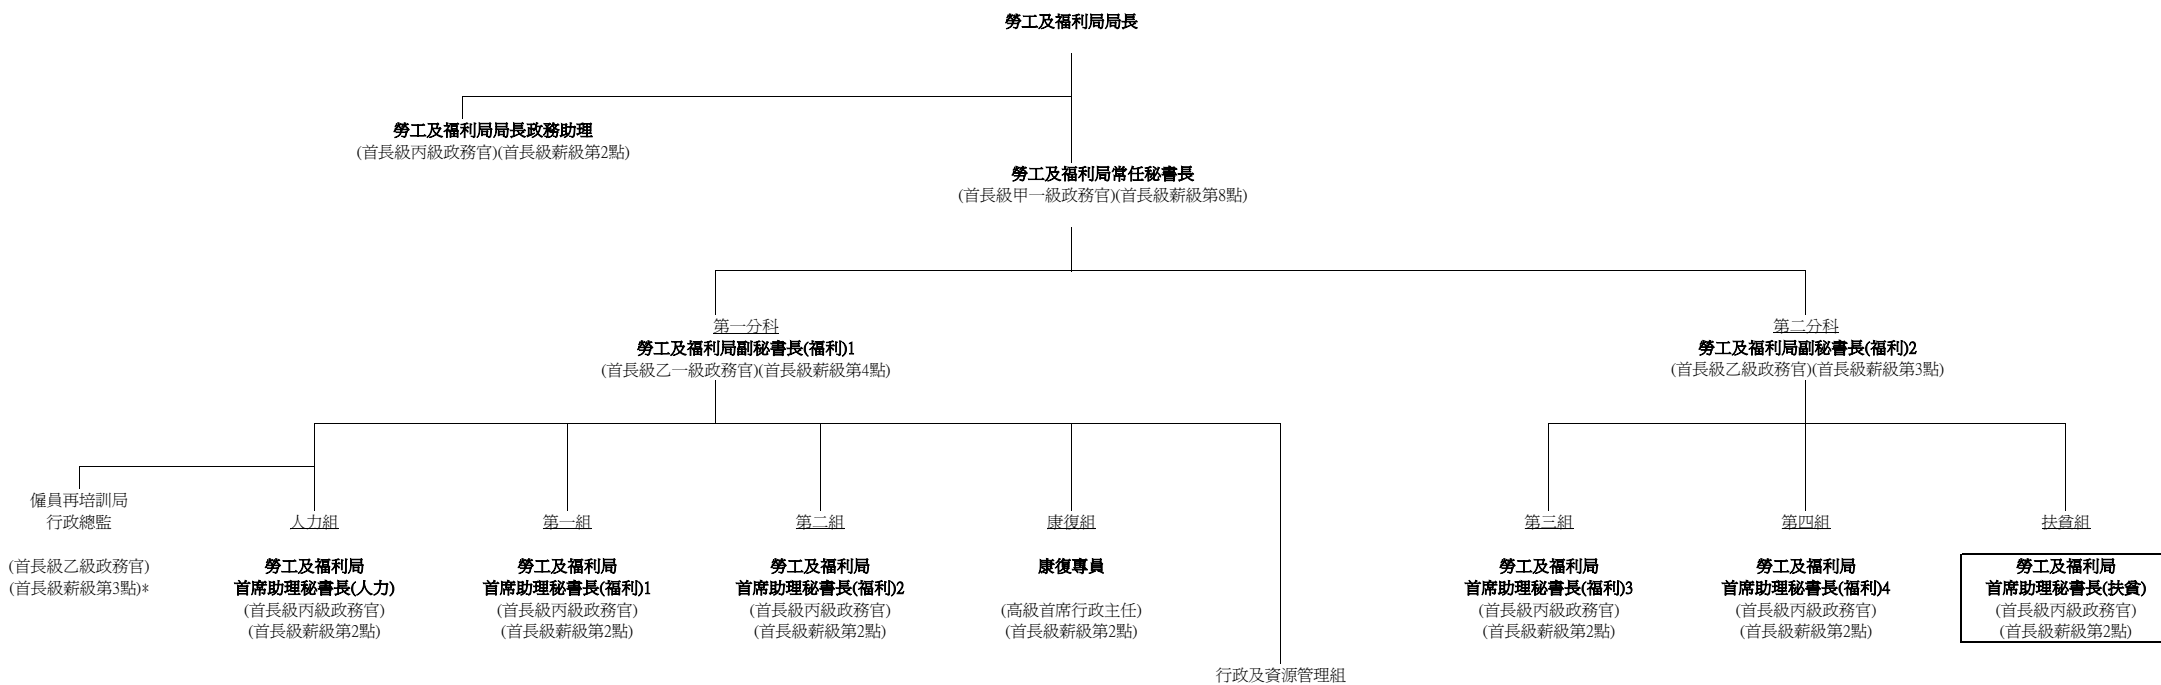 勞工及福利局局長
勞工及福利局局長政務助理
(首長級丙級政務官)(首長級薪級第2點)
勞工及福利局常任秘書長
(首長級甲一級政務官)(首長級薪級第8點)
第一分科
勞工及福利局副秘書長(福利)1
(首長級乙一級政務官)(首長級薪級第4點)
第二分科
勞工及福利局副秘書長(福利)2
(首長級乙級政務官)(首長級薪級第3點)
僱員再培訓局
行政總監
(首長級乙級政務官)
(首長級薪級第3點)*
人力組
勞工及福利局
首席助理秘書長(人力)
(首長級丙級政務官)
(首長級薪級第2點)
第一組
勞工及福利局
首席助理秘書長(福利)1
(首長級丙級政務官)
(首長級薪級第2點)
第二組
勞工及福利局
首席助理秘書長(福利)2
(首長級丙級政務官)
(首長級薪級第2點)
康復組
康復專員
(高級首席行政主任)
(首長級薪級第2點)
行政及資源管理組
第三組
勞工及福利局
首席助理秘書長(福利)3
(首長級丙級政務官)
(首長級薪級第2點)
第四組
勞工及福利局
首席助理秘書長(福利)4
(首長級丙級政務官)
(首長級薪級第2點)
扶貧組
勞工及福利局
首席助理秘書長(扶貧)
(首長級丙級政務官)
(首長級薪級第2點)